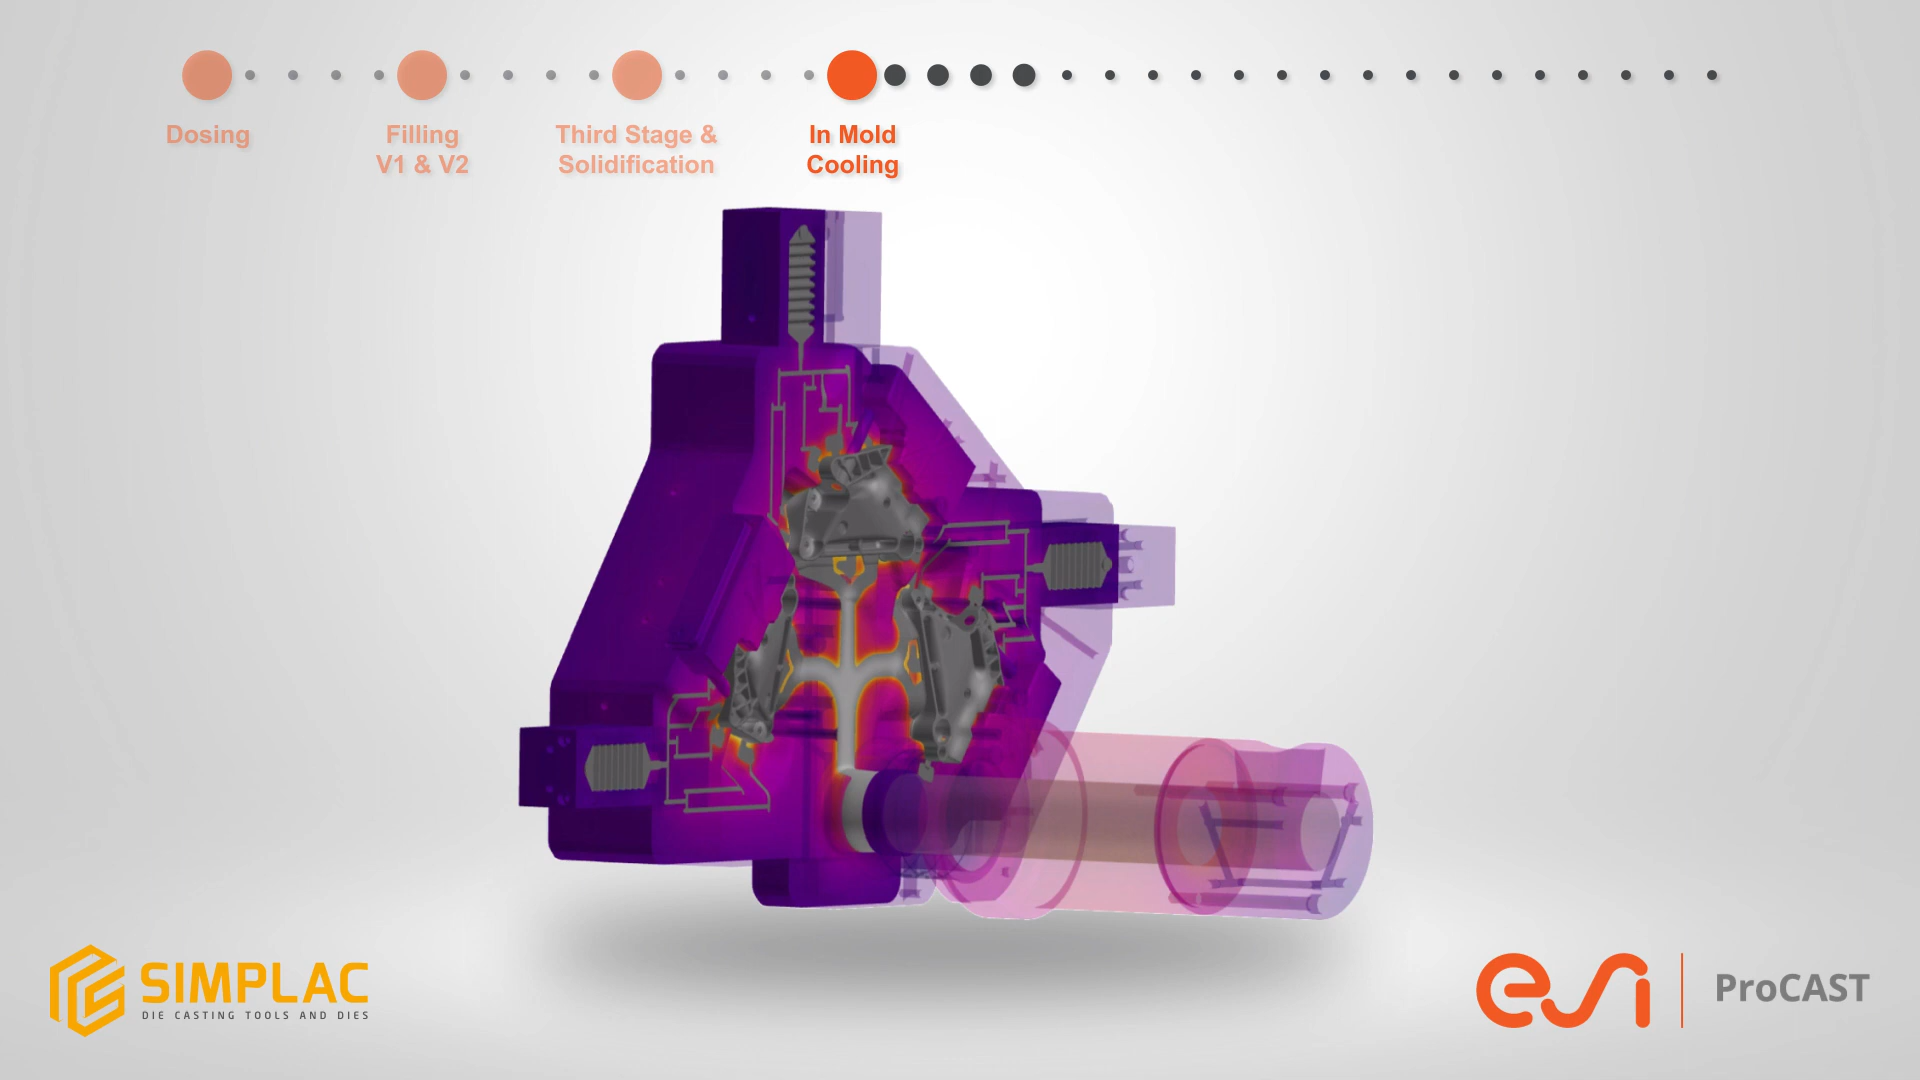 Dosing
Filling
V1 & V2
Third Stage &
Solidification
In Mold
Cooling
SIMPLAC
DIE CASTING TOOLS AND DIES
esi
ProCAST